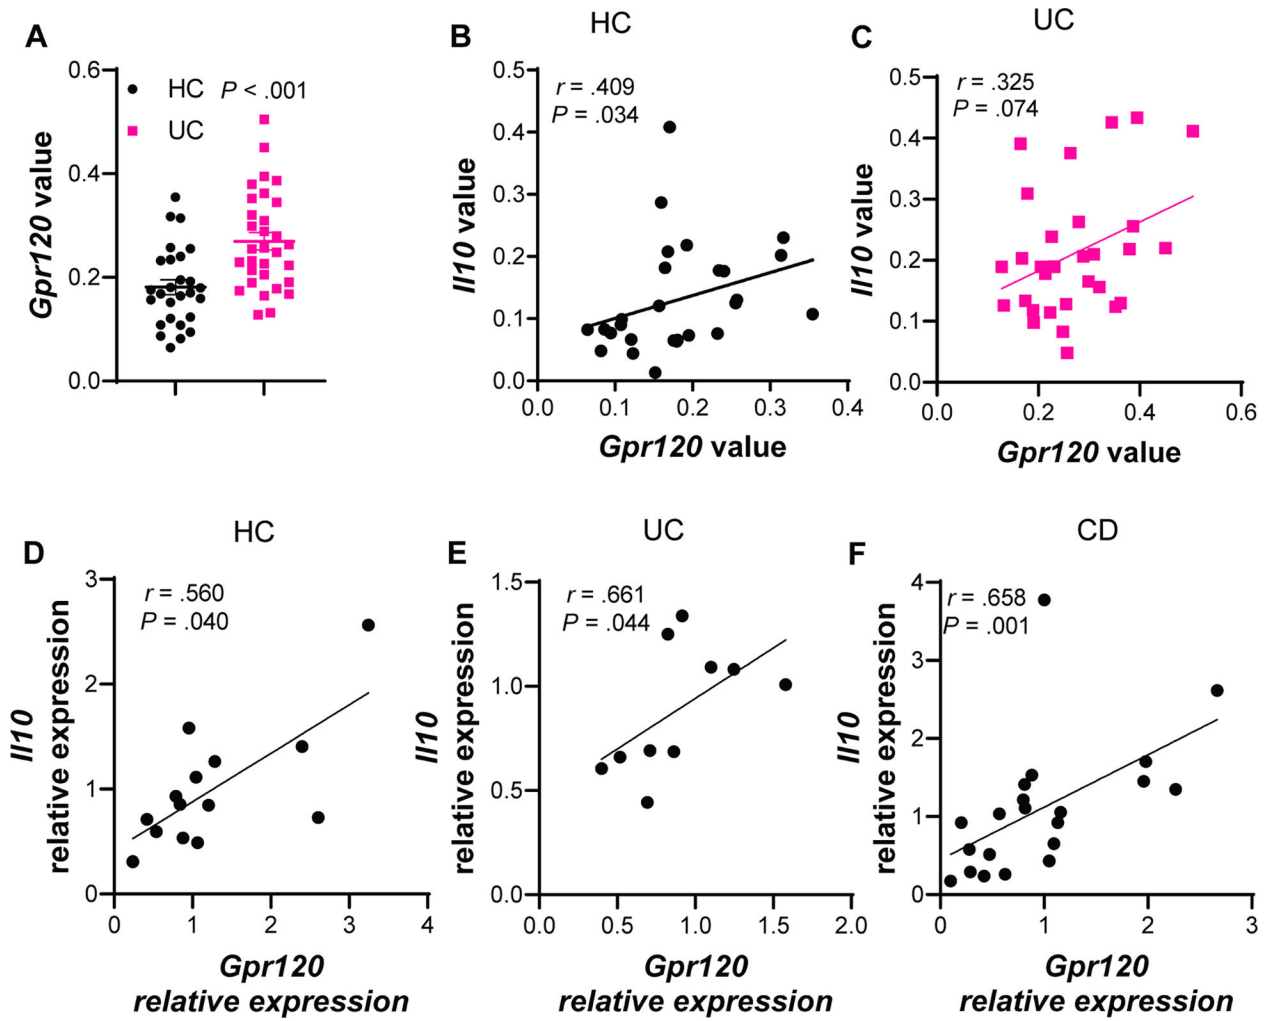 A
Gpr120 value
0.6
0.4
0.2
0.0
HC P < .001
UC
B
HC
Il10 value
0.5
0.4
0.3
0.2
0.1
0.0
r = .409
P = .034
0.0 0.1 0.2 0.3 0.4
Gpr120 value
C
UC
Il10 value
0.5
0.4
0.3
0.2
0.1
0.0
r = .325
P = .074
0.0 0.2 0.4 0.6
Gpr120 value
D
HC
Il10
relative expression
3
2
1
0
r = .560
P = .040
0 1 2 3 4
Gpr120
relative expression
E
UC
Il10
relative expression
1.5
1.0
0.5
0.0
r = .661
P = .044
0.0 0.5 1.0 1.5 2.0
Gpr120
relative expression
F
CD
Il10
relative expression
4
3
2
1
0
r = .658
P = .001
0 1 2 3
Gpr120
relative expression